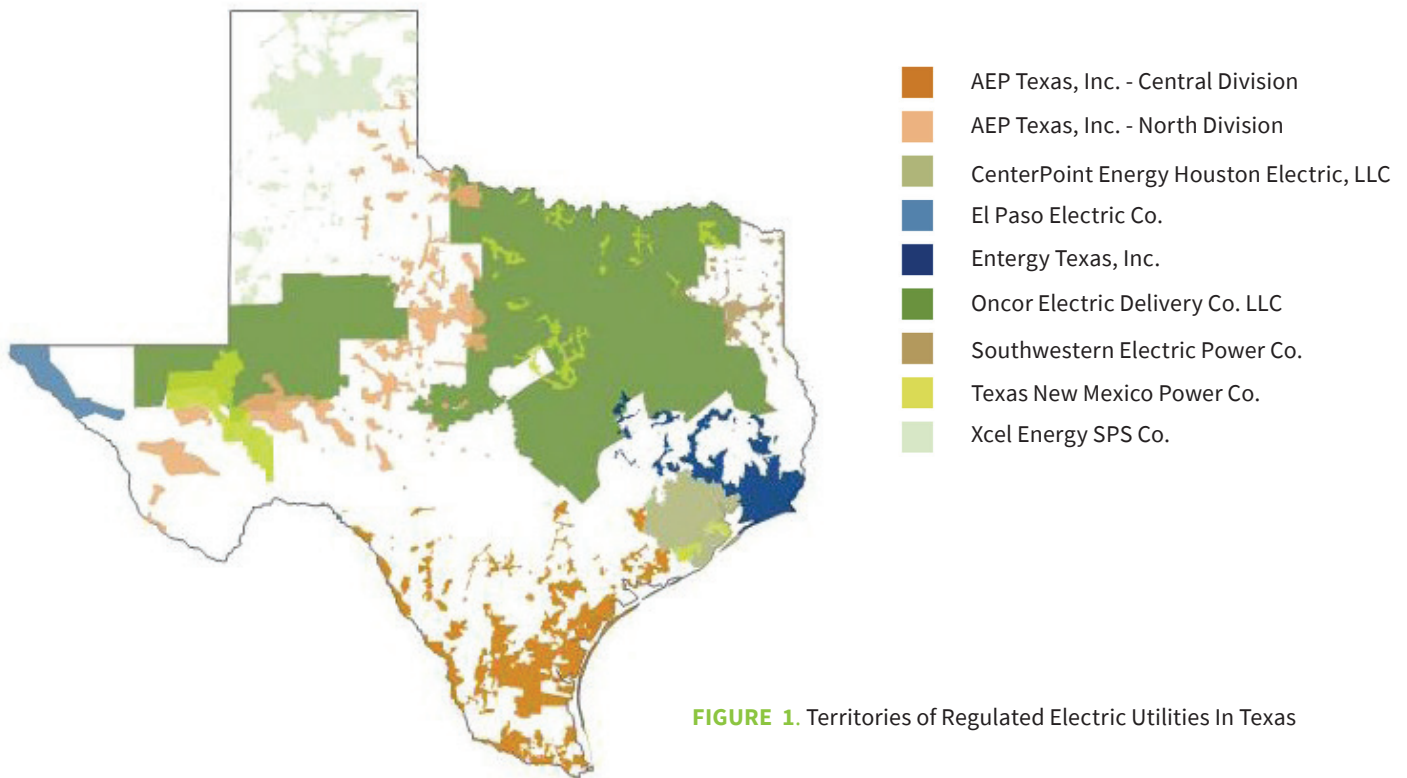 AEP Texas, Inc. - Central Division
AEP Texas, Inc. - North Division
CenterPoint Energy Houston Electric, LLC
El Paso Electric Co.
Entergy Texas, Inc.
Oncor Electric Delivery Co. LLC
Southwestern Electric Power Co.
Texas New Mexico Power Co.
Xcel Energy SPS Co.
FIGURE 1. Territories of Regulated Electric Utilities In Texas